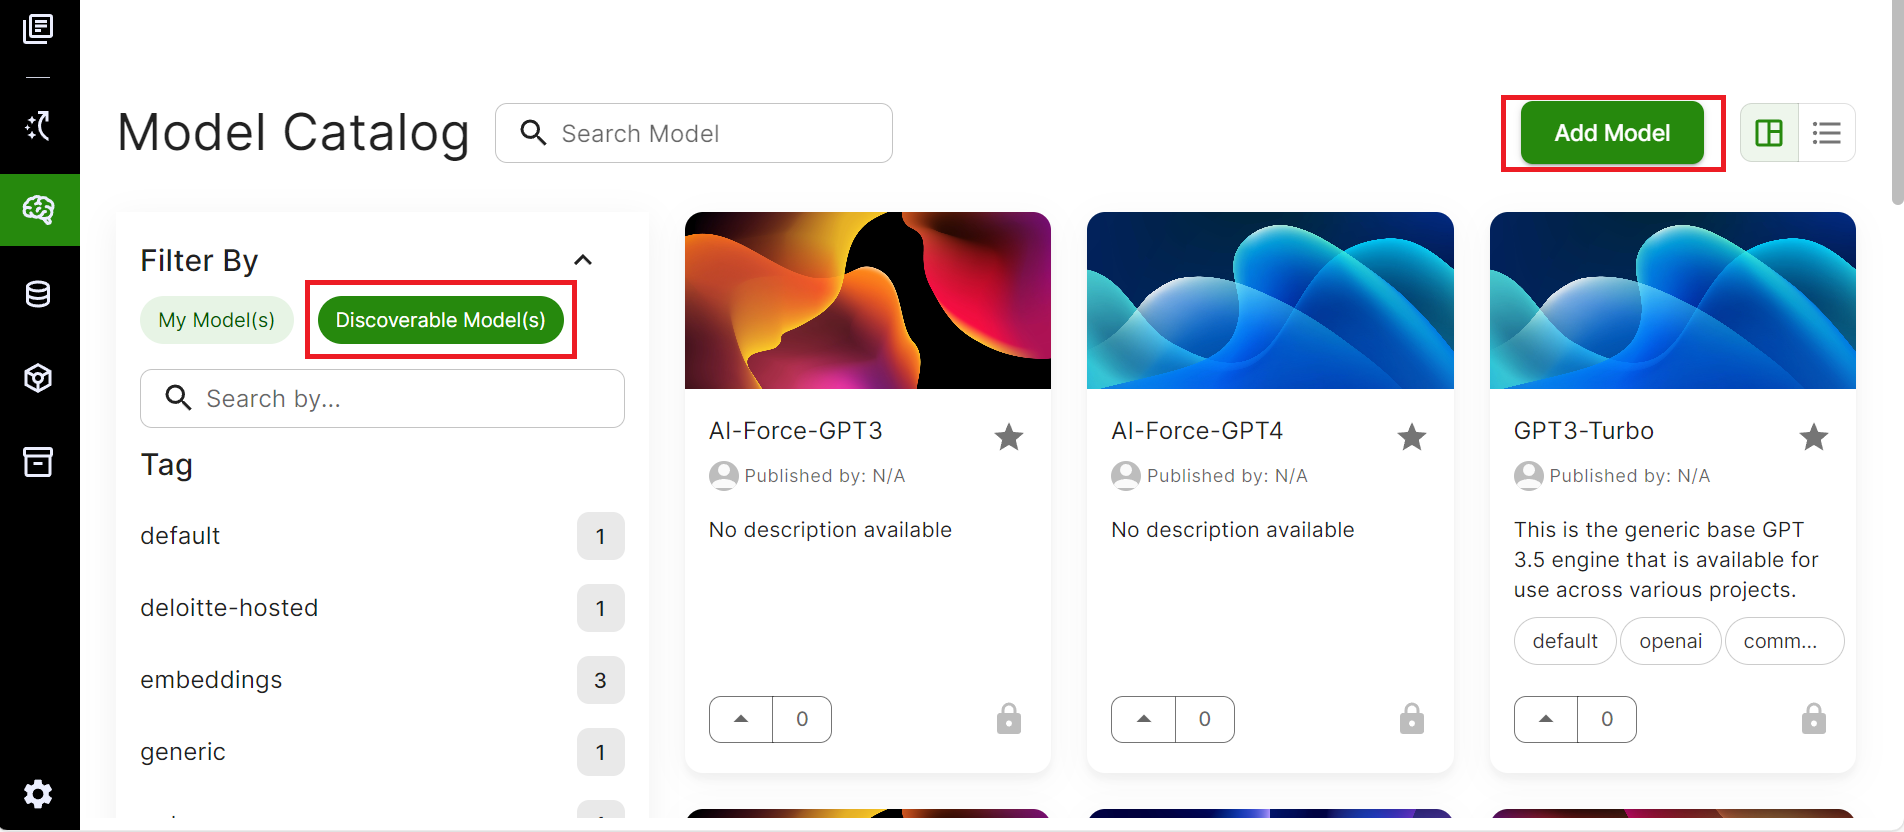 Model Catalog
Search Model
Add Model
Filter By
My Model(s)
Discoverable Model(s)
Search by...
Tag
default
1
deloitte-hosted
1
embeddings
3
generic
1
AI-Force-GPT3
Published by: N/A
No description available
0
AI-Force-GPT4
Published by: N/A
No description available
0
GPT3-Turbo
Published by: N/A
This is the generic base GPT
3.5 engine that is available for
use across various projects.
default
openai
comm...
0